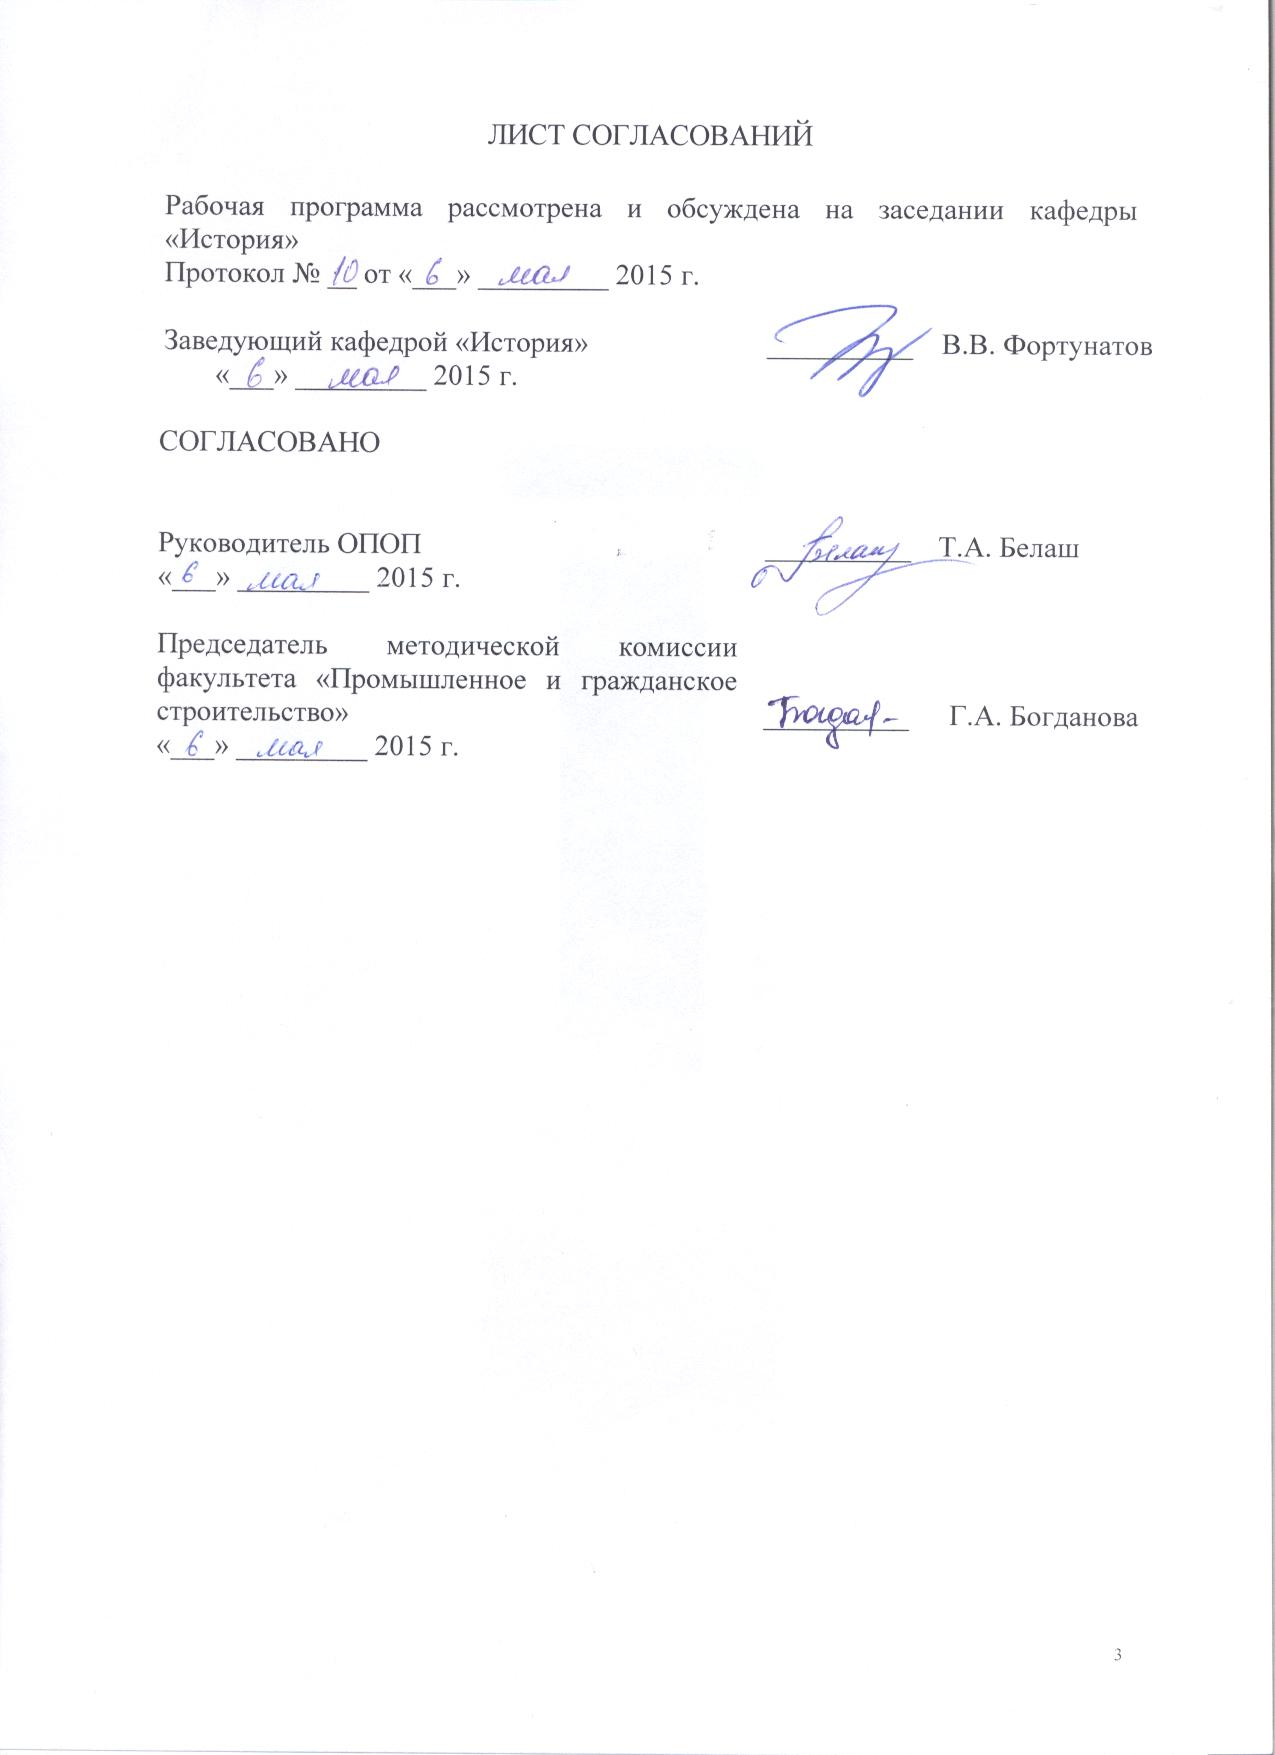 ЛИСТ СОГЛАСОВАНИЙ
Рабочая программа рассмотрена и обсуждена на заседании кафедры
«История»
Протокол № 10 от «6» мая 2015 г.
Заведующий кафедрой «История» В.В. Фортунатов
«6» мая 2015 г.
СОГЛАСОВАНО
Руководитель ОПОП Белаш Т.А. Белаш
«6» мая 2015 г.
Председатель методической комиссии
факультета «Промышленное и гражданское
строительство» Г.А. Богданова
«6» мая 2015 г.
3